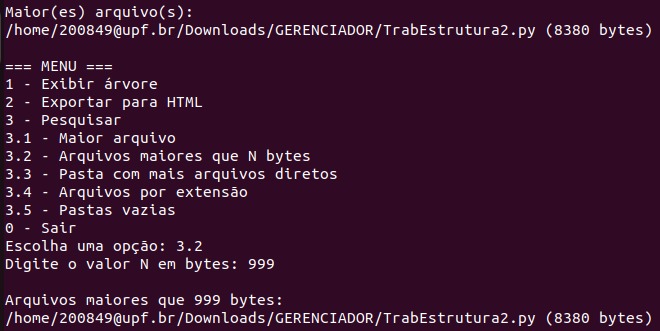 Maior(es) arquivo(s):
/home/200849@upf.br/Downloads/GERENCIADOR/TrabEstrutura2.py (8380 bytes)
=== MENU ===
1 - Exibir árvore
2 - Exportar para HTML
3 - Pesquisar
3.1 - Maior arquivo
3.2 - Arquivos maiores que N bytes
3.3 - Pasta com mais arquivos diretos
3.4 - Arquivos por extensão
3.5 - Pastas vazias
0 - Sair
Escolha uma opção: 3.2
Digite o valor N em bytes: 999
Arquivos maiores que 999 bytes:
/home/200849@upf.br/Downloads/GERENCIADOR/TrabEstrutura2.py (8380 bytes)